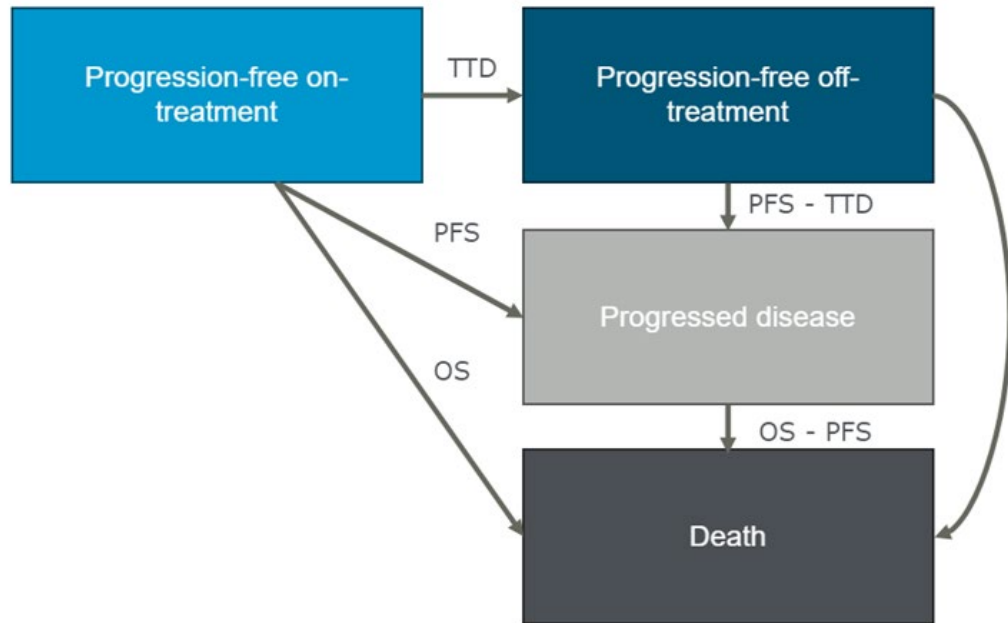 Progression-free on-
treatment
TTD
Progression-free off-
treatment
PFS - TTD
PFS
Progressed disease
OS
OS - PFS
Death